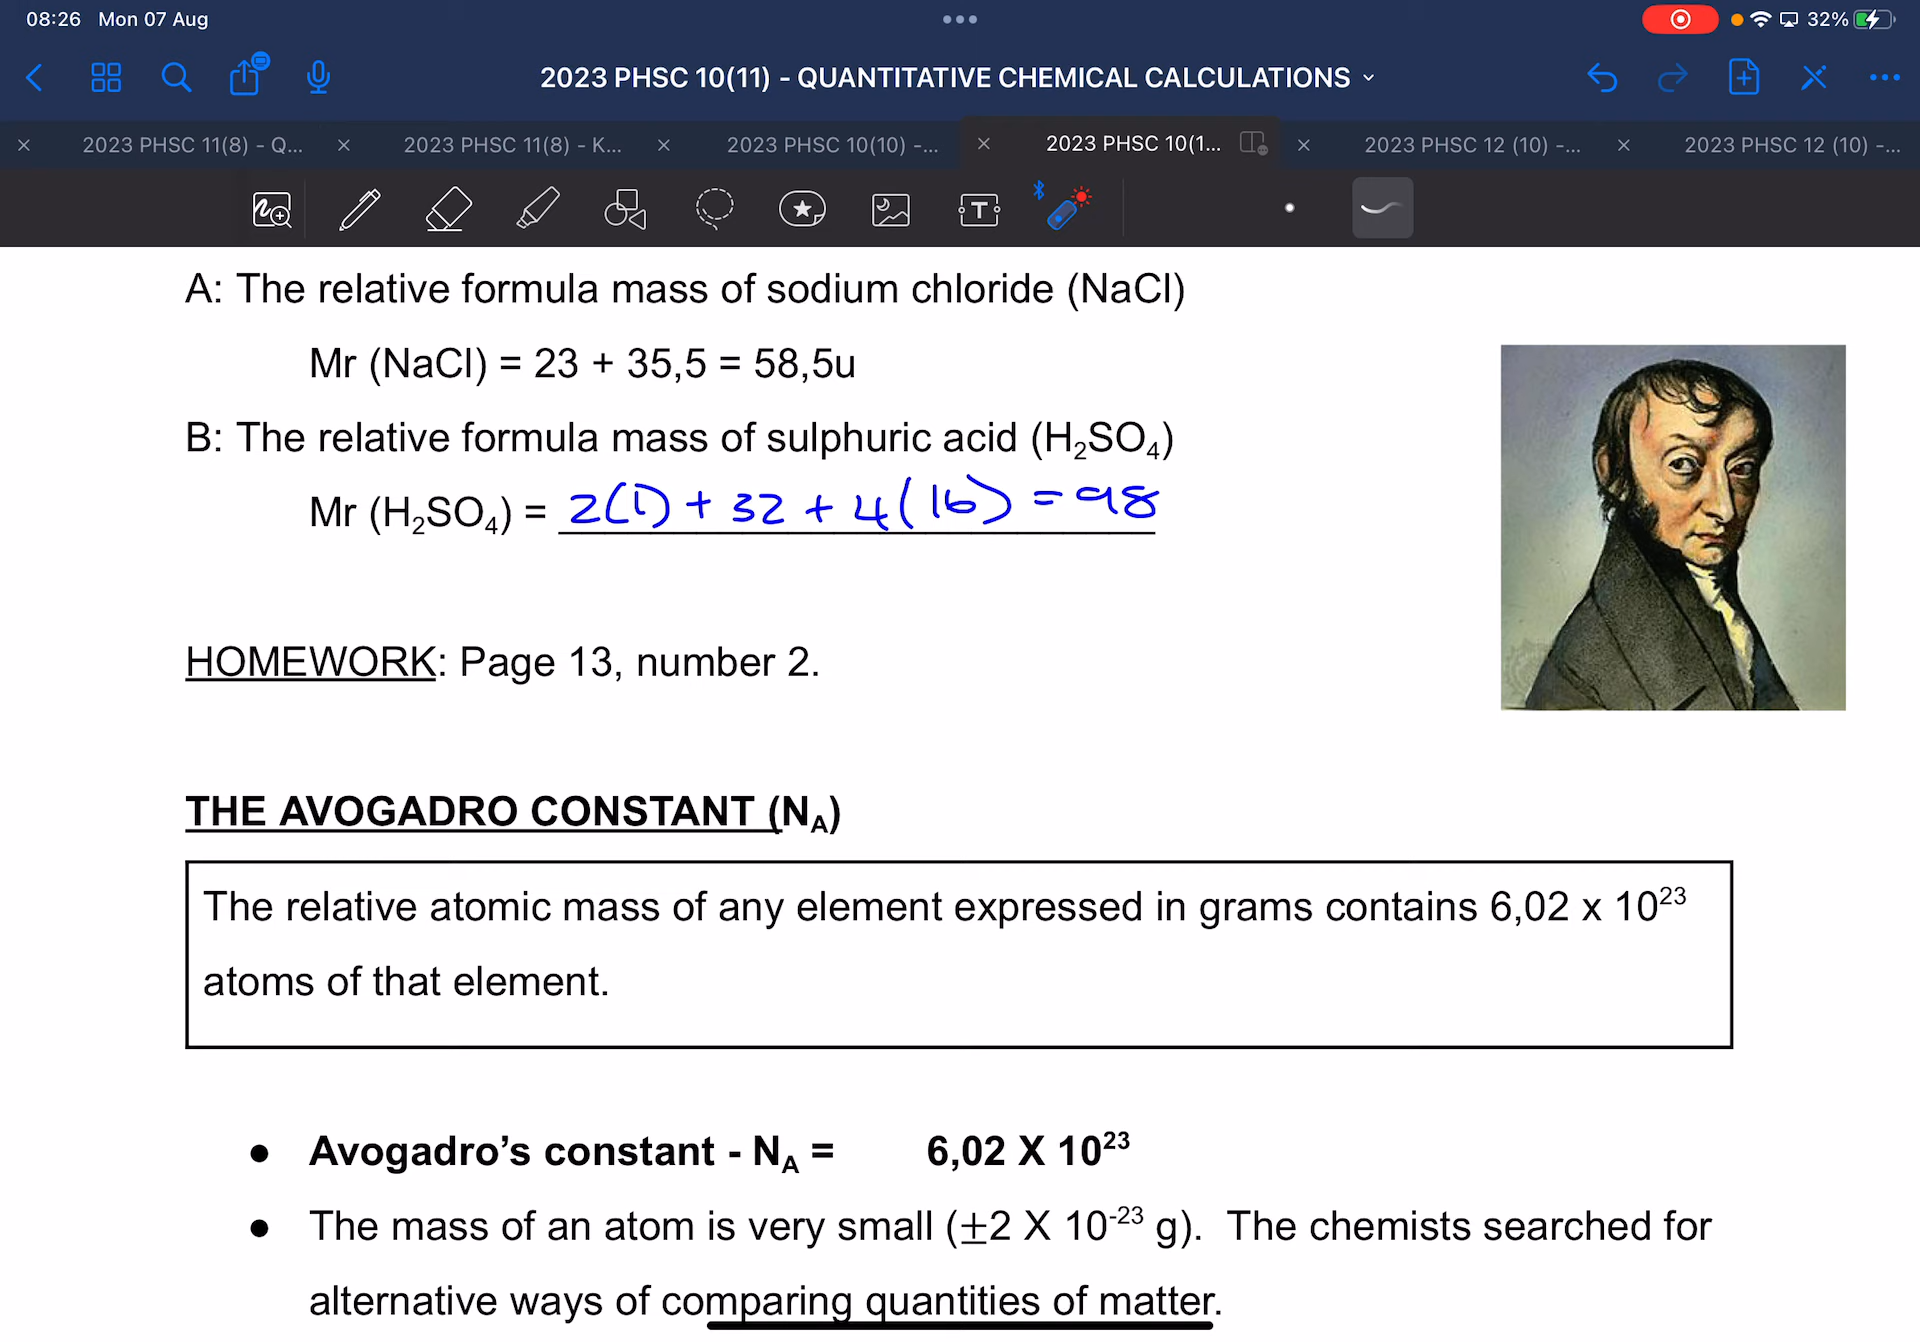 08:26 Mon 07 Aug
32%
2023 PHSC 10(11) - QUANTITATIVE CHEMICAL CALCULATIONS
2023 PHSC 11(8) - Q... 2023 PHSC 11(8) - K... 2023 PHSC 10(10) -... 2023 PHSC 10(1... 2023 PHSC 12 (10) -... 2023 PHSC 12 (10) -...
A: The relative formula mass of sodium chloride (NaCl)
Mr (NaCl) = 23 + 35,5 = 58,5u
B: The relative formula mass of sulphuric acid (H₂SO₄)
Mr (H₂SO₄) = 2(1) + 32 + 4(16) = 98
HOMEWORK: Page 13, number 2.
THE AVOGADRO CONSTANT (N_A)
The relative atomic mass of any element expressed in grams contains 6,02 x 10²³
atoms of that element.
● Avogadro’s constant - N_A = 6,02 X 10²³
● The mass of an atom is very small (±2 X 10⁻²³ g). The chemists searched for
alternative ways of comparing quantities of matter.